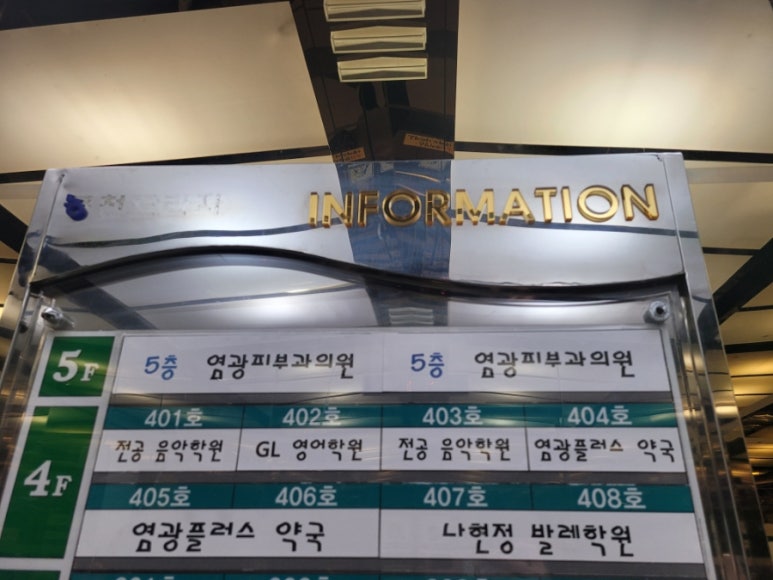 INFORMATION
5F
5층 염광피부과의원 5층 염광피부과의원
4F
401호 402호 403호 404호
전공 음악학원 GL 영어학원 전공 음악학원 염광플러스 약국
405호 406호 407호 408호
염광플러스 약국 나현정 발레학원